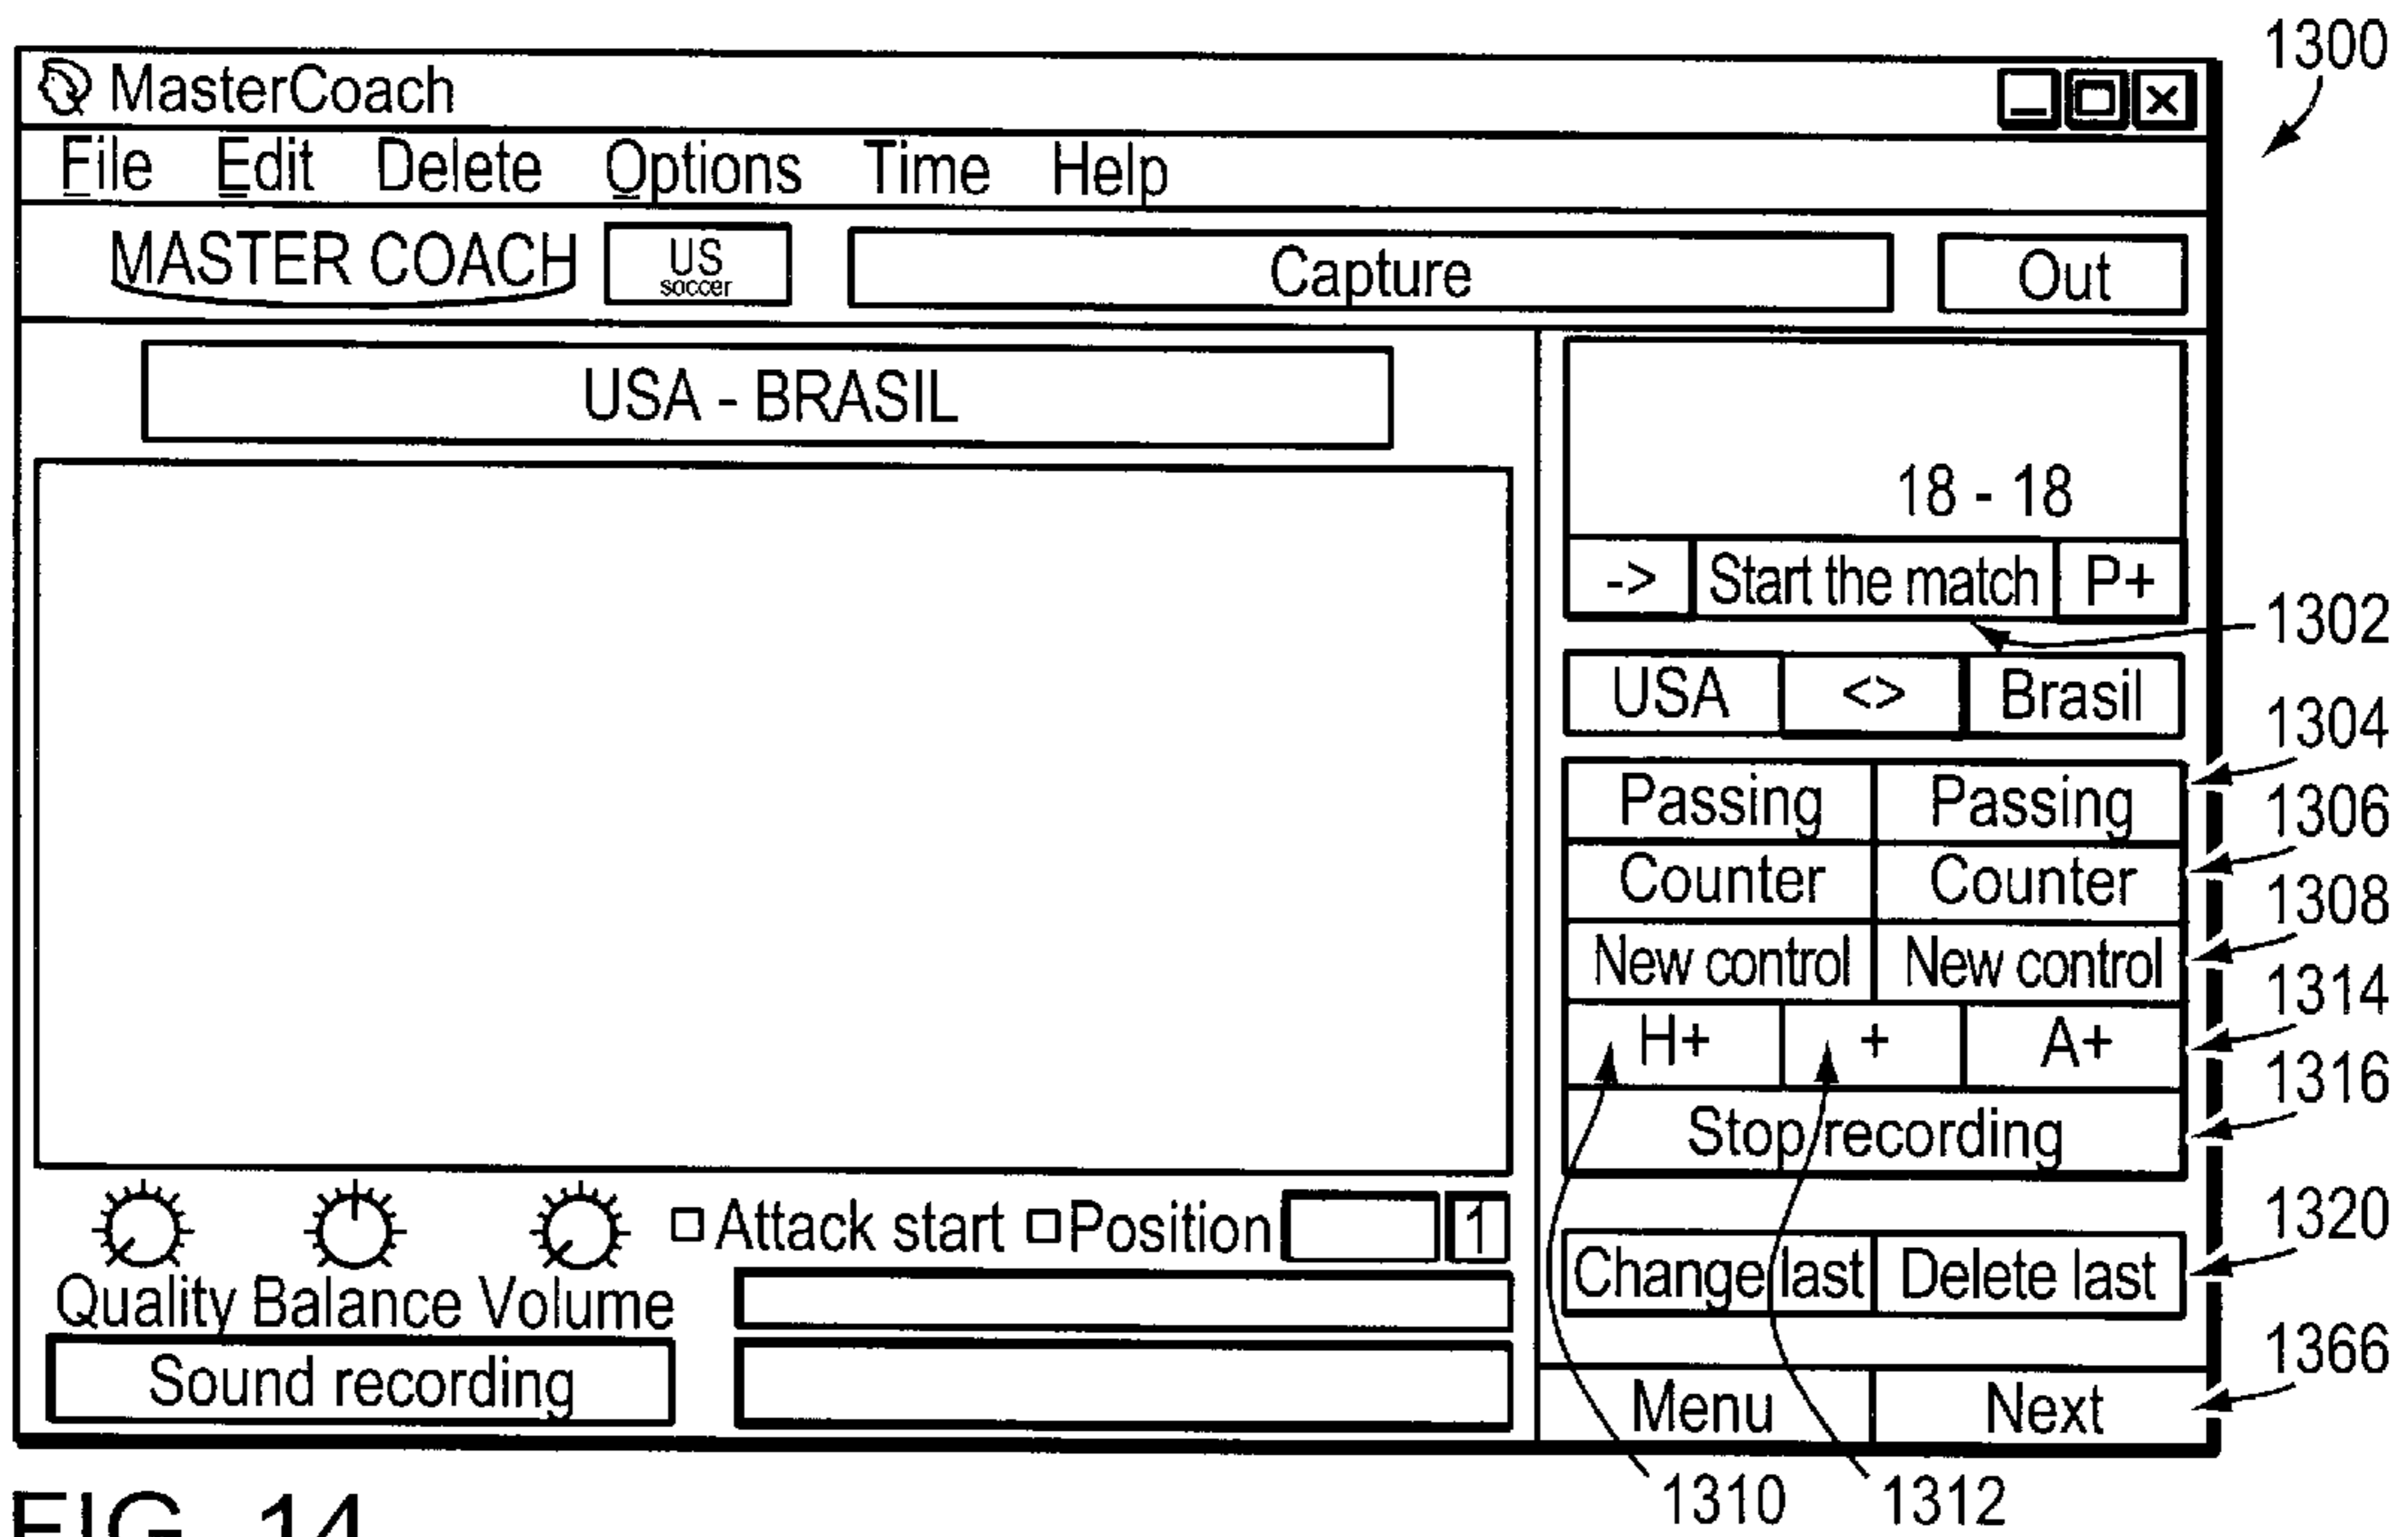 1300
MasterCoach
File Edit Delete Options Time Help
MASTER COACH US soccer Capture Out
USA - BRASIL
18 - 18
-> Start the match P+
1302
USA <> Brasil
1304
Passing Passing
1306
Counter Counter
1308
New control New control
1314
H+ + A+
1316
Stop recording
Attack start Position 1
1320
Change last Delete last
Quality Balance Volume
1366
Sound recording
Menu Next
1310 1312
FIG. 14